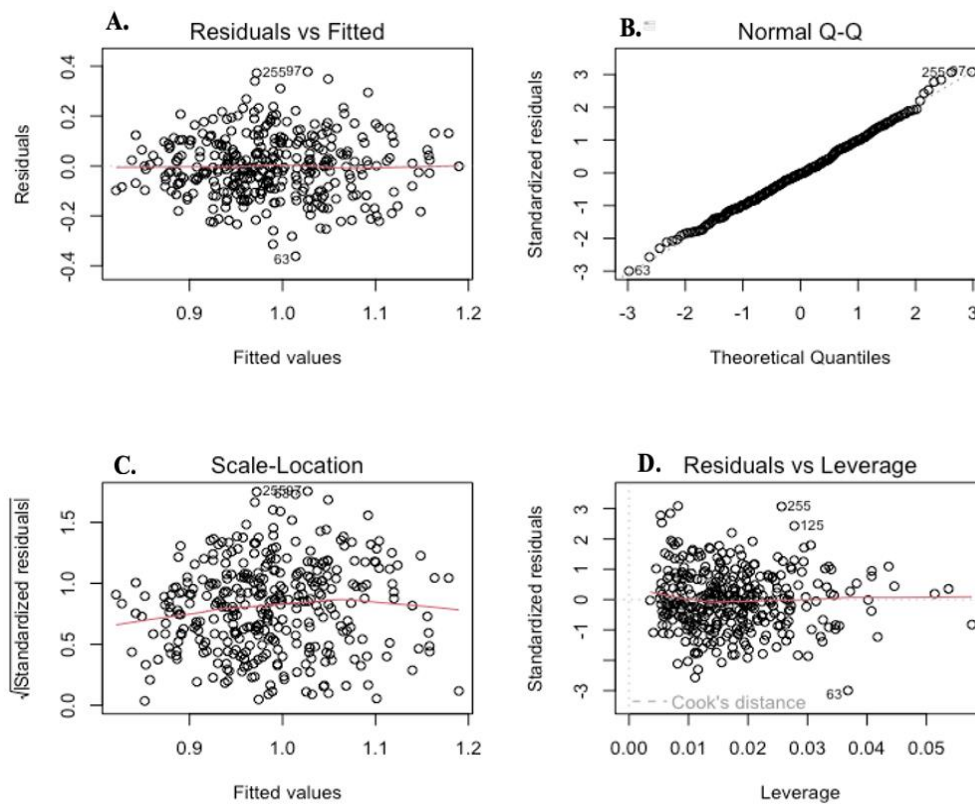 A.
Residuals vs Fitted
Residuals
0.4
0.2
0.0
-0.2
-0.4
25597
63
0.9 1.0 1.1 1.2
Fitted values
B.
Normal Q-Q
Standardized residuals
3
2
1
0
-1
-2
-3
25597
63
-3 -2 -1 0 1 2 3
Theoretical Quantiles
C.
Scale-Location
√|Standardized residuals|
1.5
1.0
0.5
0.0
0.9 1.0 1.1 1.2
Fitted values
D.
Residuals vs Leverage
Standardized residuals
3
2
1
0
-1
-3
255
125
63
Cook's distance
0.00 0.01 0.02 0.03 0.04 0.05
Leverage